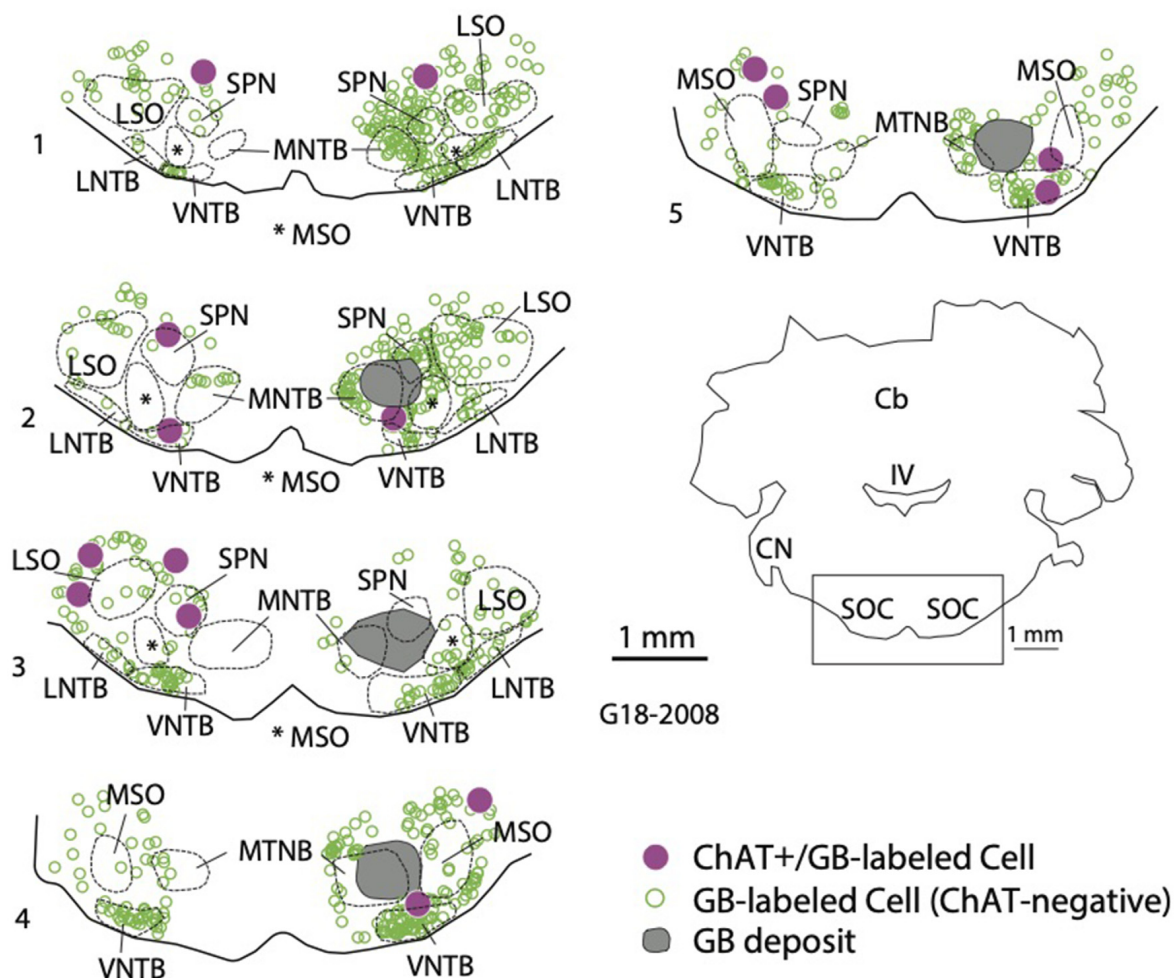 LSO
SPN
SPN
LSO
1
MNTB
LNTB
LNTB
VNTB
VNTB
* MSO
*
*
SPN
SPN
LSO
LSO
MNTB
2
*
*
LNTB
LNTB
VNTB
VNTB
* MSO
LSO
SPN
SPN
MNTB
LSO
3
*
*
LNTB
LNTB
VNTB
VNTB
* MSO
MSO
MSO
MTNB
4
VNTB
VNTB
MSO
SPN
MSO
MTNB
5
VNTB
VNTB
Cb
IV
CN
SOC SOC
1 mm
1 mm
G18-2008
ChAT+/GB-labeled Cell
GB-labeled Cell (ChAT-negative)
GB deposit